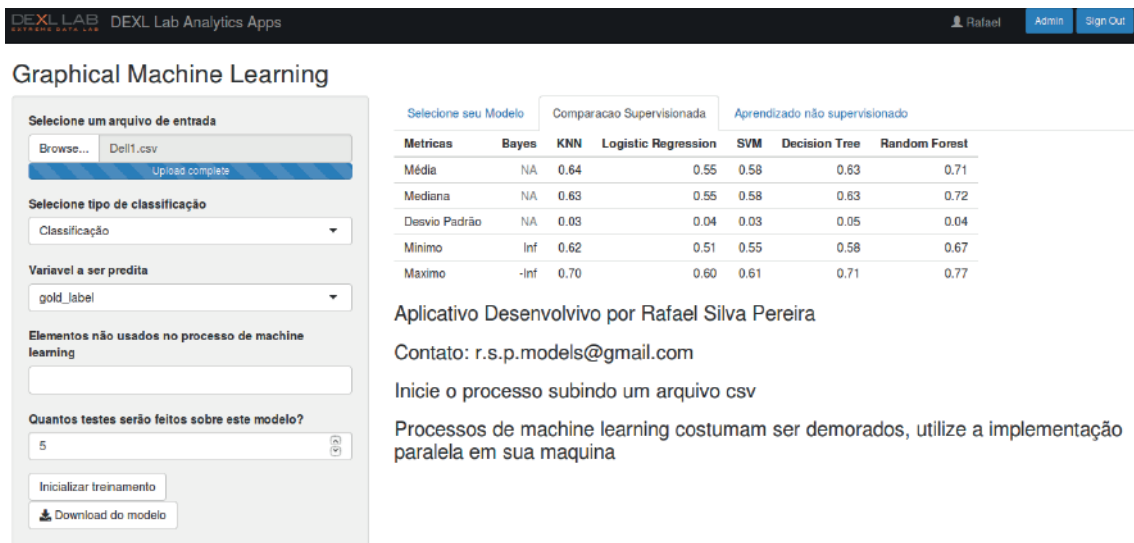 DEXL LAB DEXL Lab Analytics Apps Rafael Admin Sign Out
EXTREME DATA LAB
Graphical Machine Learning
Selecione um arquivo de entrada
Browse... Dell1.csv
Upload complete
Selecione tipo de classificação
Classificação
Variavel a ser predita
gold_label
Elementos não usados no processo de machine
learning
Quantos testes serão feitos sobre este modelo?
5
Inicializar treinamento
Download do modelo
Selecione seu Modelo Comparacao Supervisionada Aprendizado não supervisionado
Metricas Bayes KNN Logistic Regression SVM Decision Tree Random Forest
Média NA 0.64 0.55 0.58 0.63 0.71
Mediana NA 0.63 0.55 0.58 0.63 0.72
Desvio Padrão NA 0.03 0.04 0.03 0.05 0.04
Minimo Inf 0.62 0.51 0.55 0.58 0.67
Maximo -Inf 0.70 0.60 0.61 0.71 0.77
Aplicativo Desenvolvivo por Rafael Silva Pereira
Contato: r.s.p.models@gmail.com
Inicie o processo subindo um arquivo csv
Processos de machine learning costumam ser demorados, utilize a implementação
paralela em sua maquina